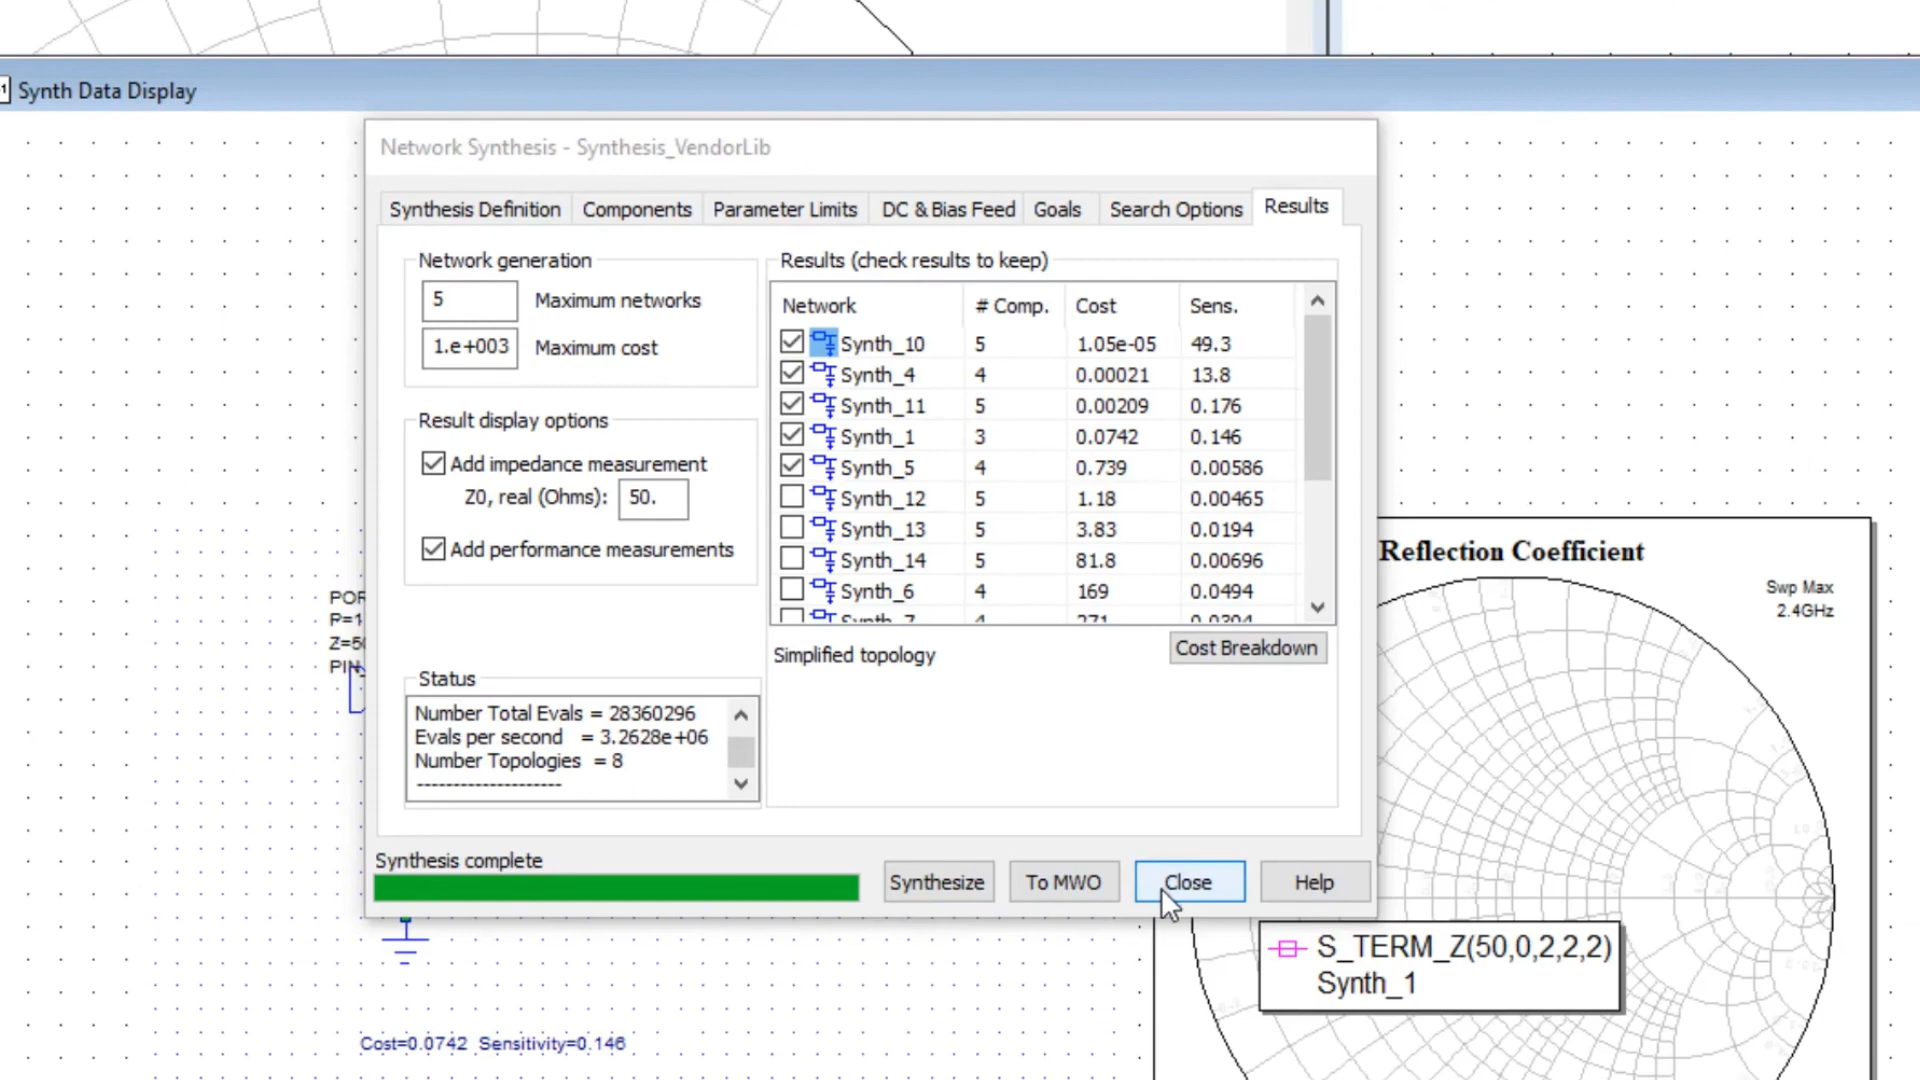 Synth Data Display
Network Synthesis - Synthesis_VendorLib
Synthesis Definition Components Parameter Limits DC & Bias Feed Goals Search Options Results
Network generation
5 Maximum networks
1.e+003 Maximum cost
Result display options
Add impedance measurement
Z0, real (Ohms): 50.
Add performance measurements
Status
Number Total Evals = 28360296
Evals per second = 3.2628e+06
Number Topologies = 8
--------------------
Results (check results to keep)
Network # Comp. Cost Sens.
Synth_10 5 1.05e-05 49.3
Synth_4 4 0.00021 13.8
Synth_11 5 0.00209 0.176
Synth_1 3 0.0742 0.146
Synth_5 4 0.739 0.00586
Synth_12 5 1.18 0.00465
Synth_13 5 3.83 0.0194
Synth_14 5 81.8 0.00696
Synth_6 4 169 0.0494
Simplified topology
Cost Breakdown
Synthesis complete
Synthesize To MWO Close Help
P=1
Reflection Coefficient
Swp Max
2.4GHz
S_TERM_Z(50,0,2,2,2)
Synth_1
Cost=0.0742 Sensitivity=0.146